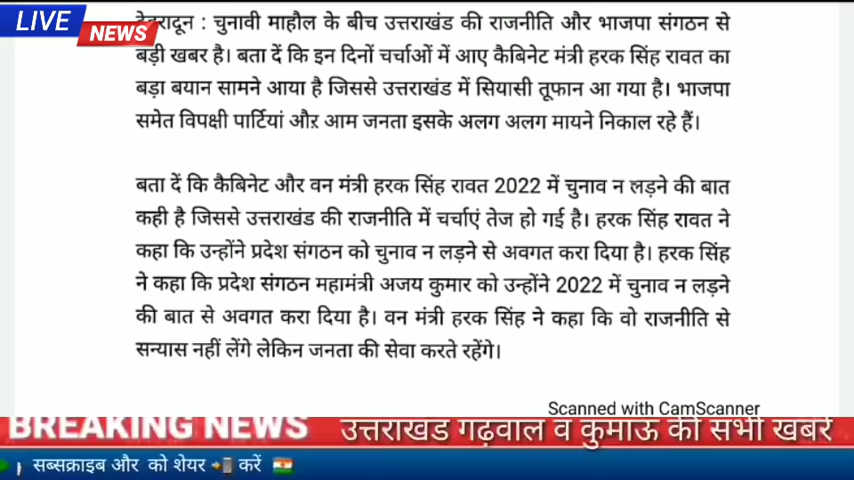 LIVE
NEWS
देहरादून : चुनावी माहौल के बीच उत्तराखंड की राजनीति और भाजपा संगठन से
बड़ी खबर है। बता दें कि इन दिनों चर्चाओं में आए कैबिनेट मंत्री हरक सिंह रावत का
बड़ा बयान सामने आया है जिससे उत्तराखंड में सियासी तूफान आ गया है। भाजपा
समेत विपक्षी पार्टियां औऱ आम जनता इसके अलग अलग मायने निकाल रहे हैं।
बता दें कि कैबिनेट और वन मंत्री हरक सिंह रावत 2022 में चुनाव न लड़ने की बात
कही है जिससे उत्तराखंड की राजनीति में चर्चाएं तेज हो गई है। हरक सिंह रावत ने
कहा कि उन्होंने प्रदेश संगठन को चुनाव न लड़ने से अवगत करा दिया है। हरक सिंह
ने कहा कि प्रदेश संगठन महामंत्री अजय कुमार को उन्होंने 2022 में चुनाव न लड़ने
की बात से अवगत करा दिया है। वन मंत्री हरक सिंह ने कहा कि वो राजनीति से
सन्यास नहीं लेंगे लेकिन जनता की सेवा करते रहेंगे।
Scanned with CamScanner
BREAKING NEWS उत्तराखंड गढ़वाल व कुमाऊ की सभी खबरें
सब्सक्राइब और को शेयर 📲 करें 🇮🇳